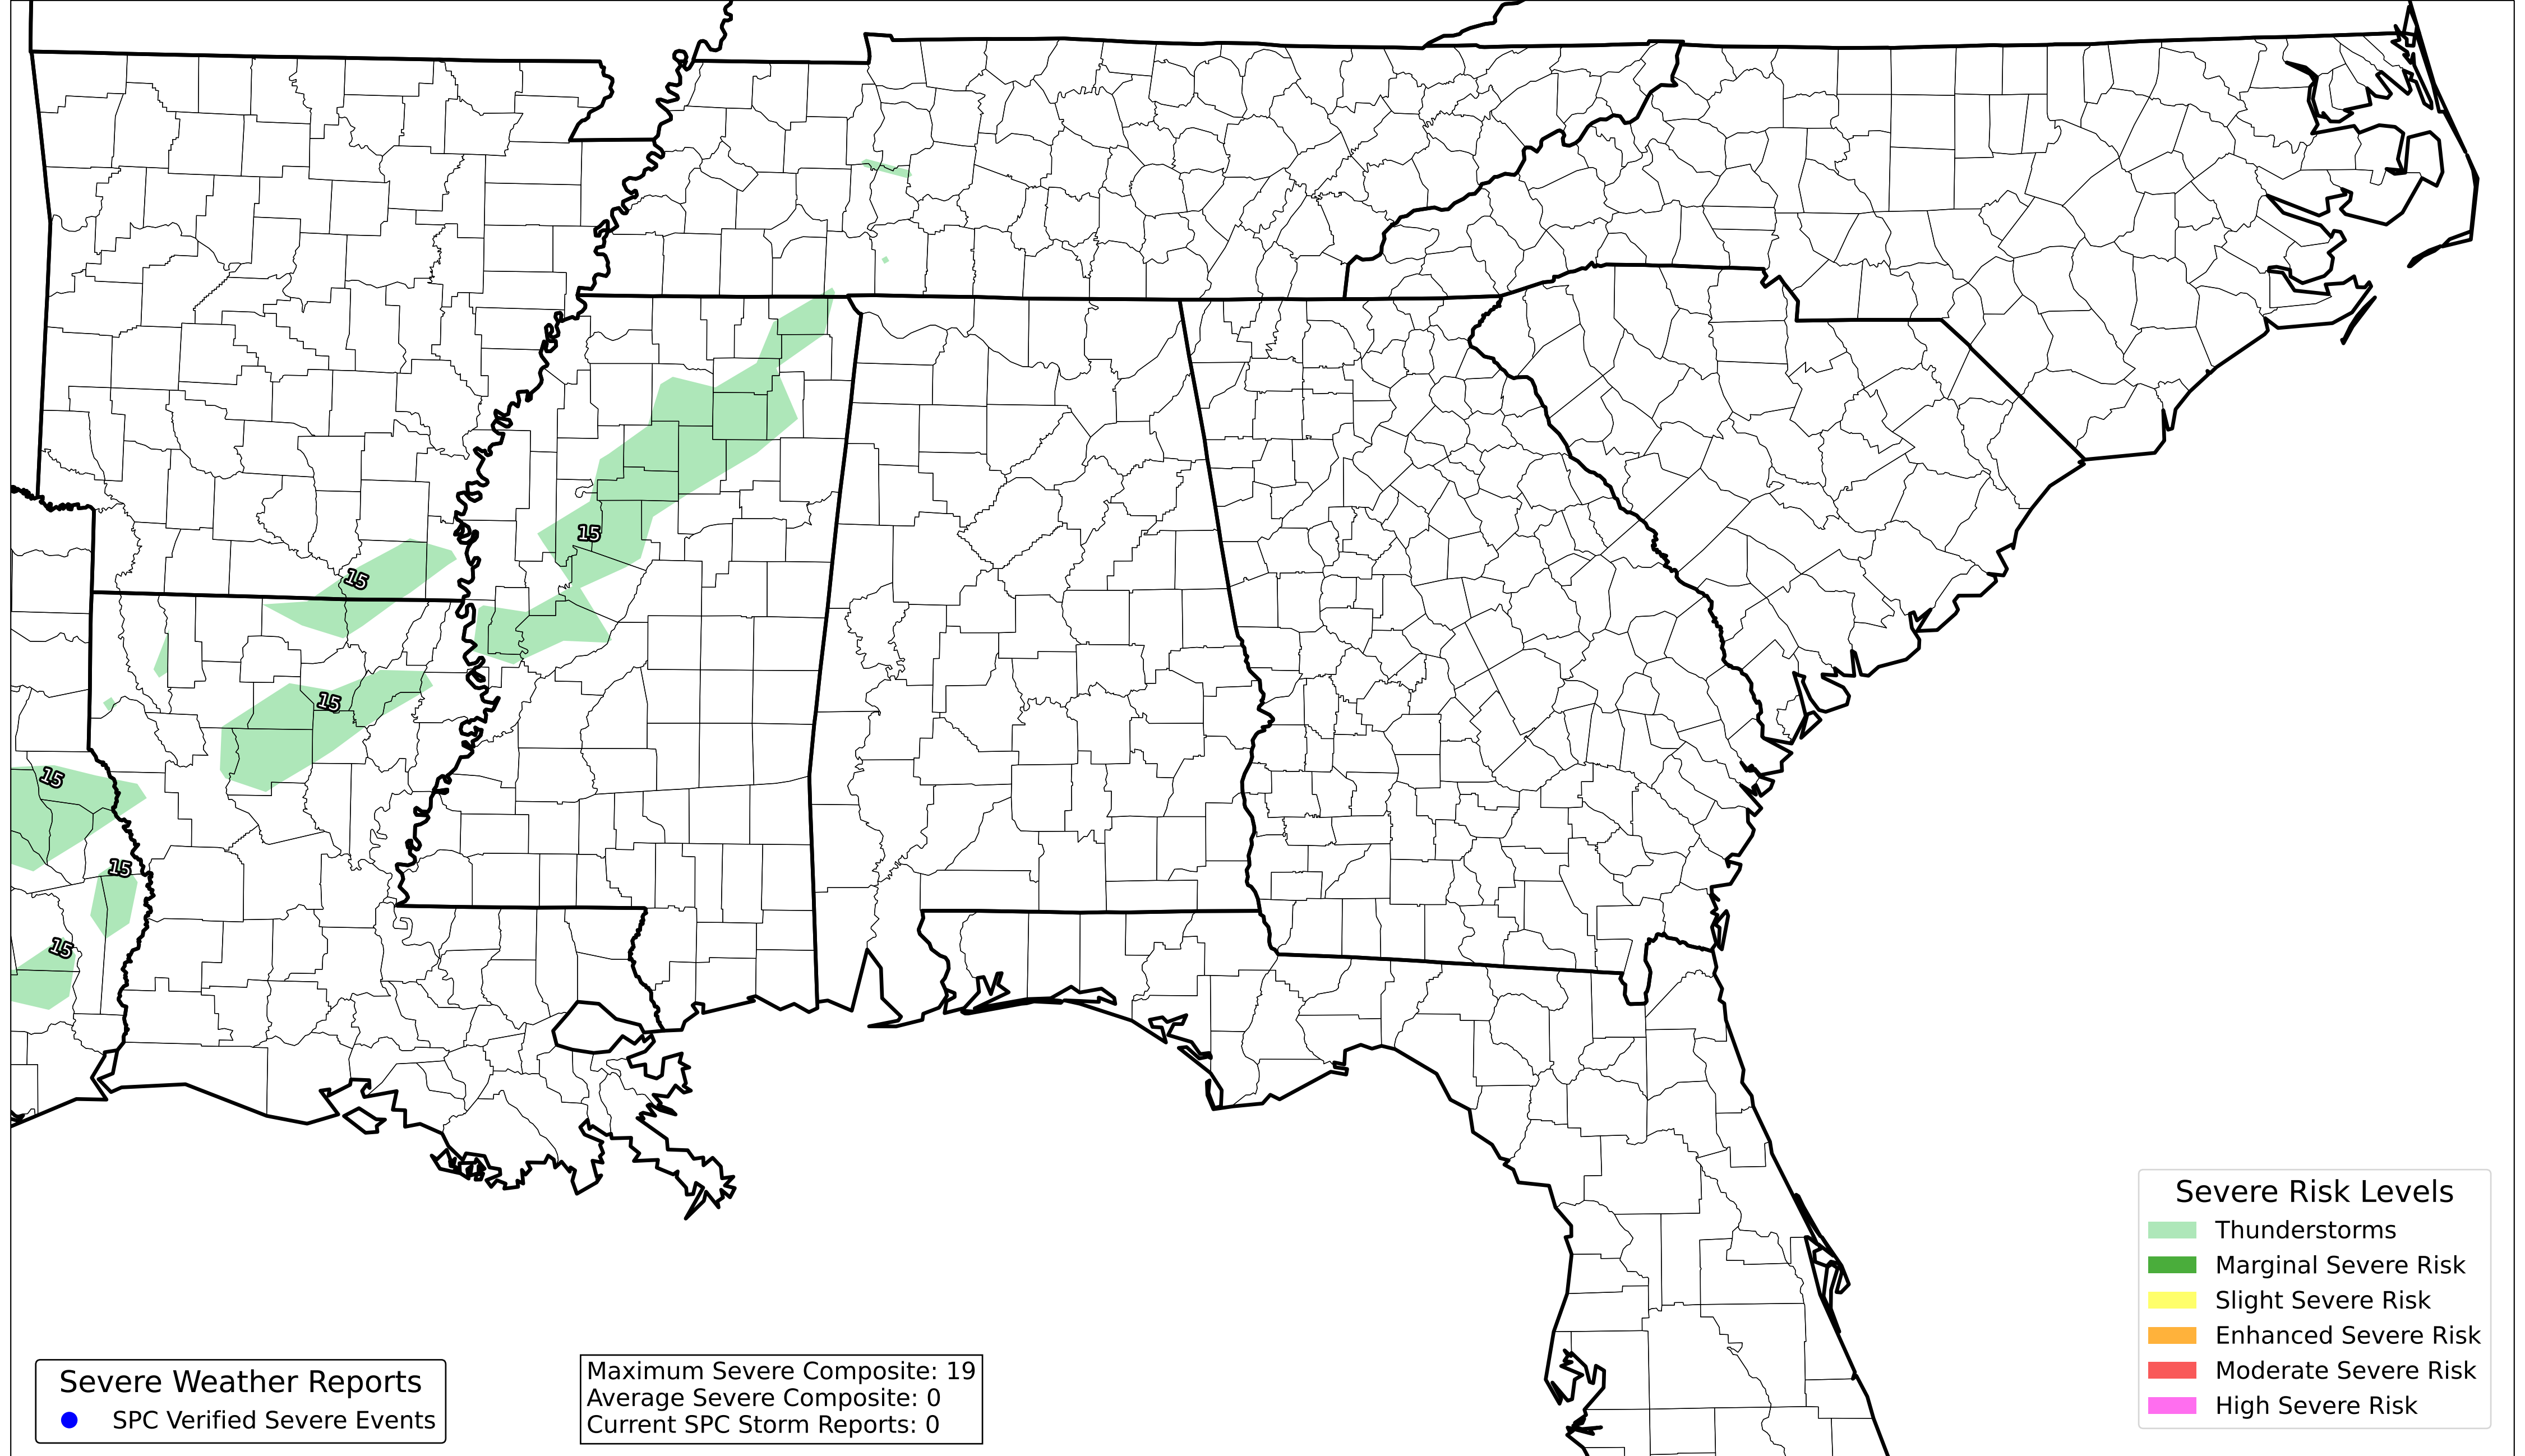 15
15
15
15
15
15
Severe Risk Levels
Thunderstorms
Marginal Severe Risk
Slight Severe Risk
Enhanced Severe Risk
Moderate Severe Risk
High Severe Risk
Severe Weather Reports
SPC Verified Severe Events
Maximum Severe Composite: 19
Average Severe Composite: 0
Current SPC Storm Reports: 0